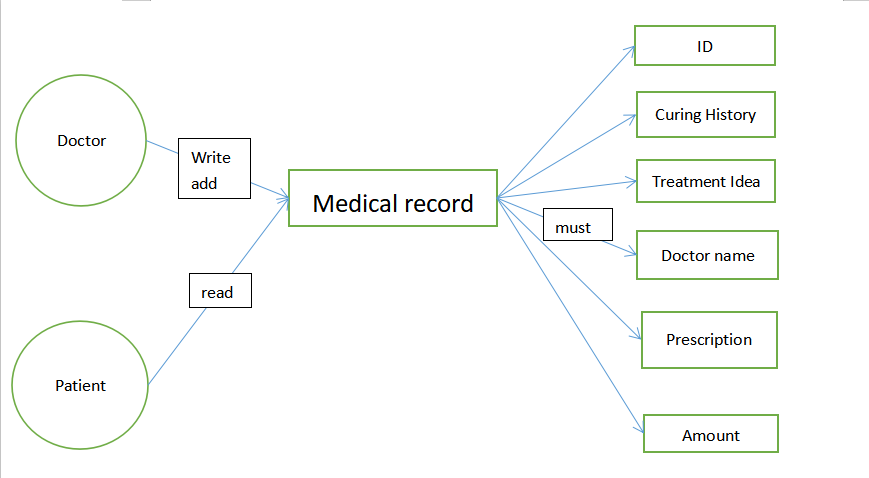 Doctor
Write
add
Medical record
read
Patient
ID
Curing History
Treatment Idea
must
Doctor name
Prescription
Amount